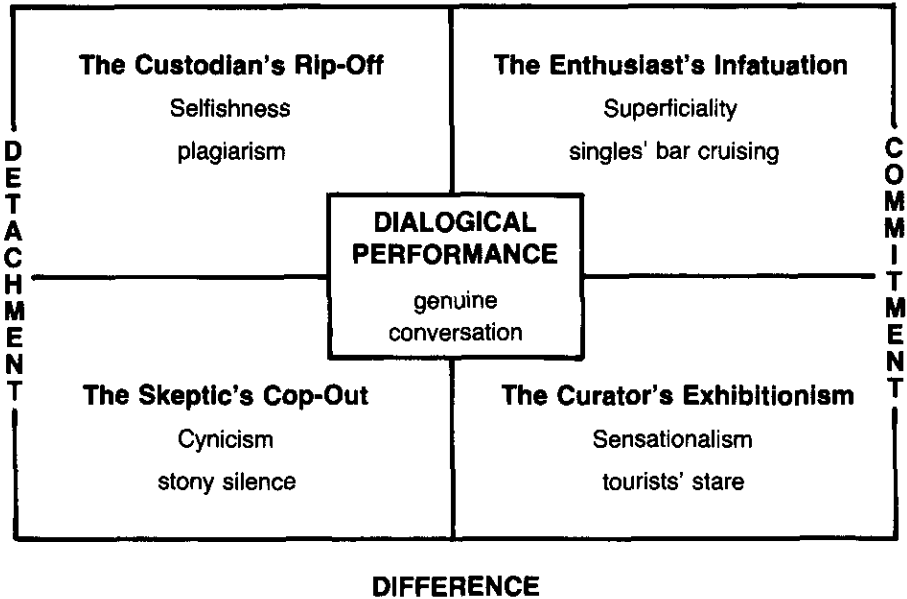 The Custodian's Rip-Off
Selfishness
plagiarism
The Enthusiast's Infatuation
Superficiality
singles' bar cruising
DETACHMENT
DIALOGICAL
PERFORMANCE
genuine
conversation
COMMITMENT
The Skeptic's Cop-Out
Cynicism
stony silence
The Curator's Exhibitionism
Sensationalism
tourists' stare
DIFFERENCE